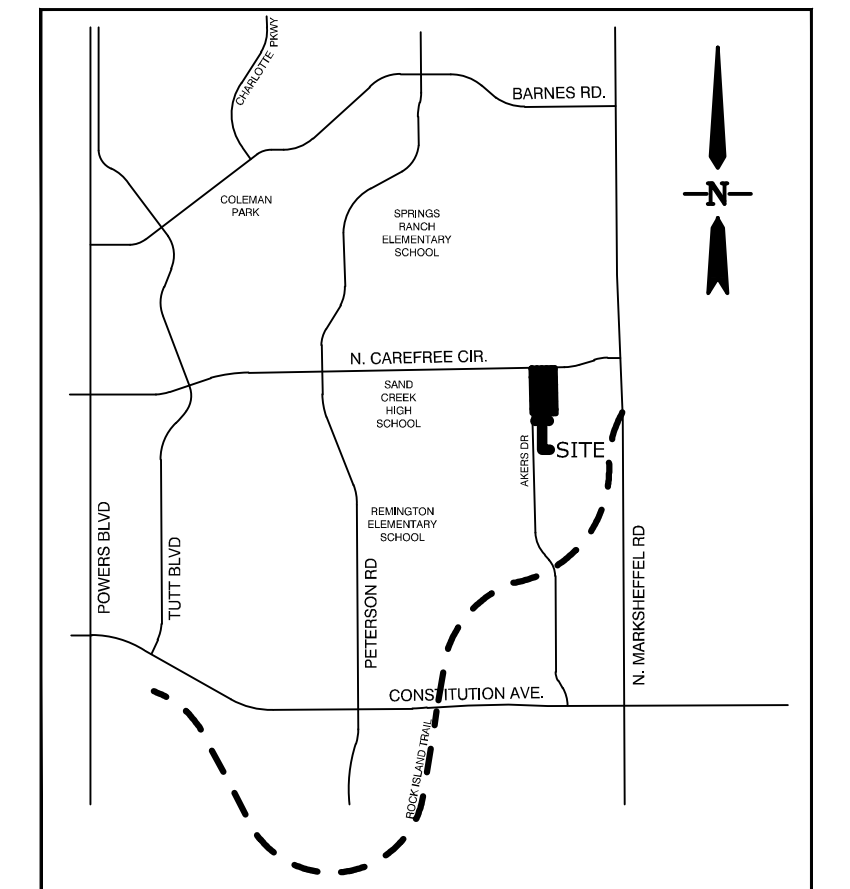 CHARLOTTE PKWY
BARNES RD.
N
COLEMAN
PARK
SPRINGS
RANCH
ELEMENTARY
SCHOOL
N. CAREFREE CIR.
SAND
CREEK
HIGH
SCHOOL
AKERS DR
SITE
REMINGTON
ELEMENTARY
SCHOOL
POWERS BLVD
TUTT BLVD
PETERSON RD
N. MARKSHEFFEL RD
CONSTITUTION AVE.
ROCK ISLAND TRAIL